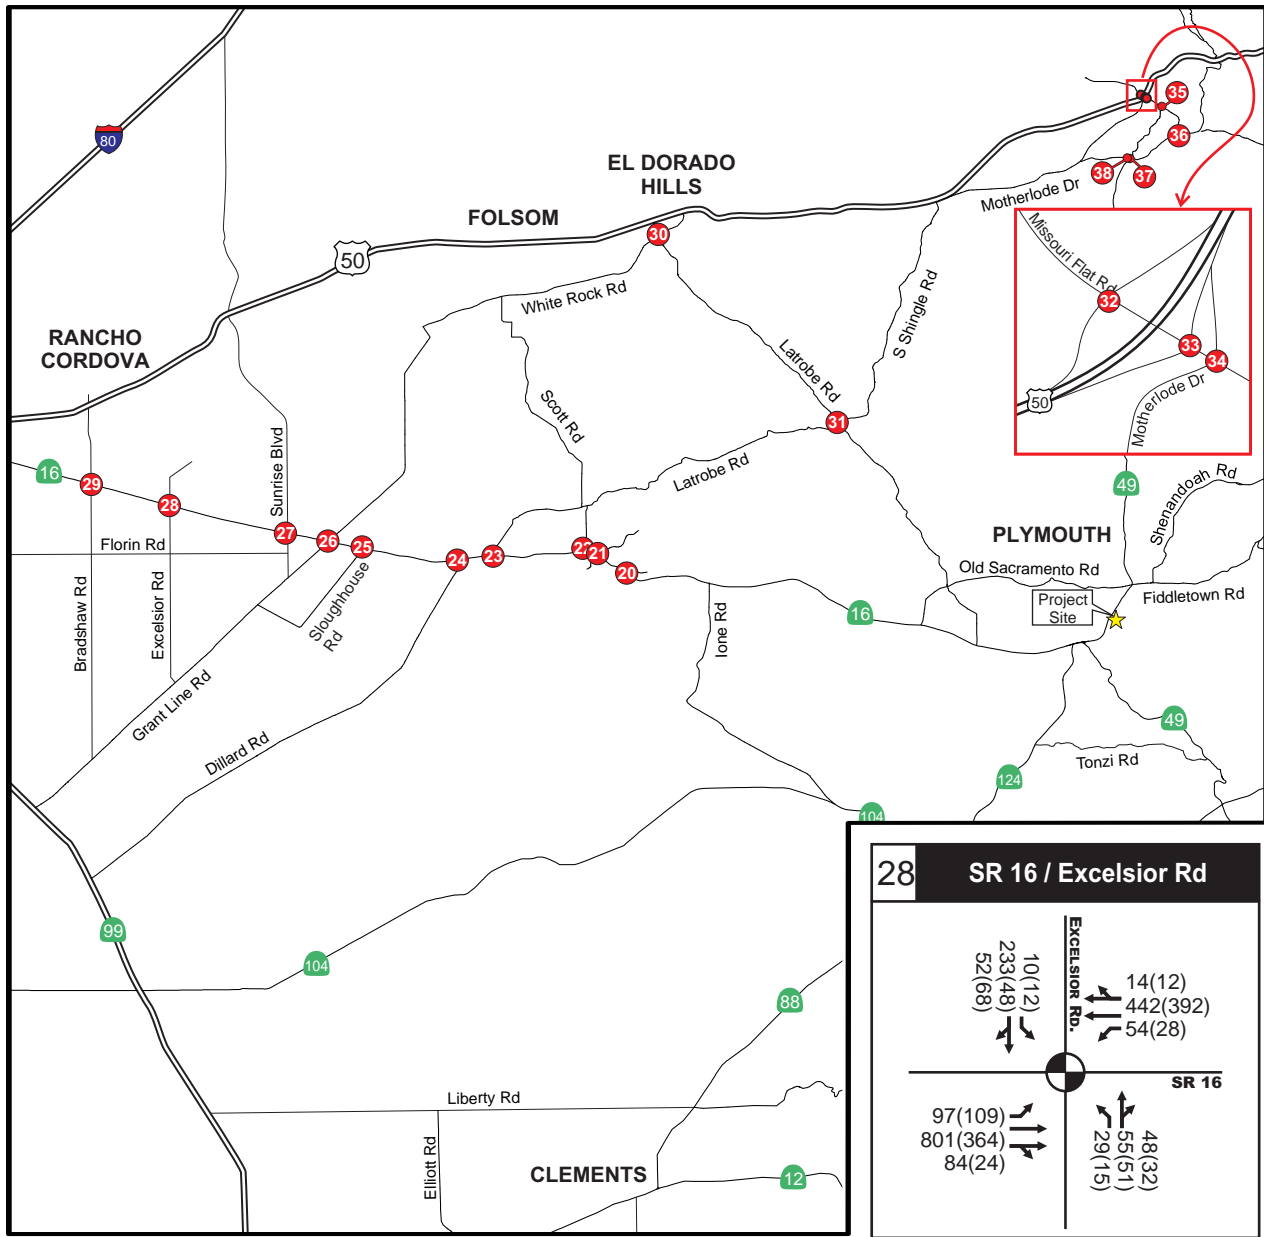 80
EL DORADO
HILLS
FOLSOM
50
RANCHO
CORDOVA
35
36
38
37
Motherlode Dr
30
White Rock Rd
S Shingle Rd
Latrobe Rd
31
Scott Rd
Latrobe Rd
Missouri Flat Rd
32
33
34
50
Motherlode Dr
16
29
28
Sunrise Blvd
27
26
25
24
23
22
21
20
Florin Rd
Bradshaw Rd
Excelsior Rd
Sloughhouse
Rd
Grant Line Rd
Dillard Rd
Ione Rd
16
49
Shenandoah Rd
PLYMOUTH
Old Sacramento Rd
Project
Site
Fiddletown Rd
49
Tonzi Rd
124
104
99
104
88
Liberty Rd
Elliott Rd
CLEMENTS
12
28
SR 16 / Excelsior Rd
EXCELSIOR RD.
10(12)
233(48)
52(68)
14(12)
442(392)
54(28)
SR 16
97(109)
801(364)
84(24)
48(32)
55(51)
29(15)